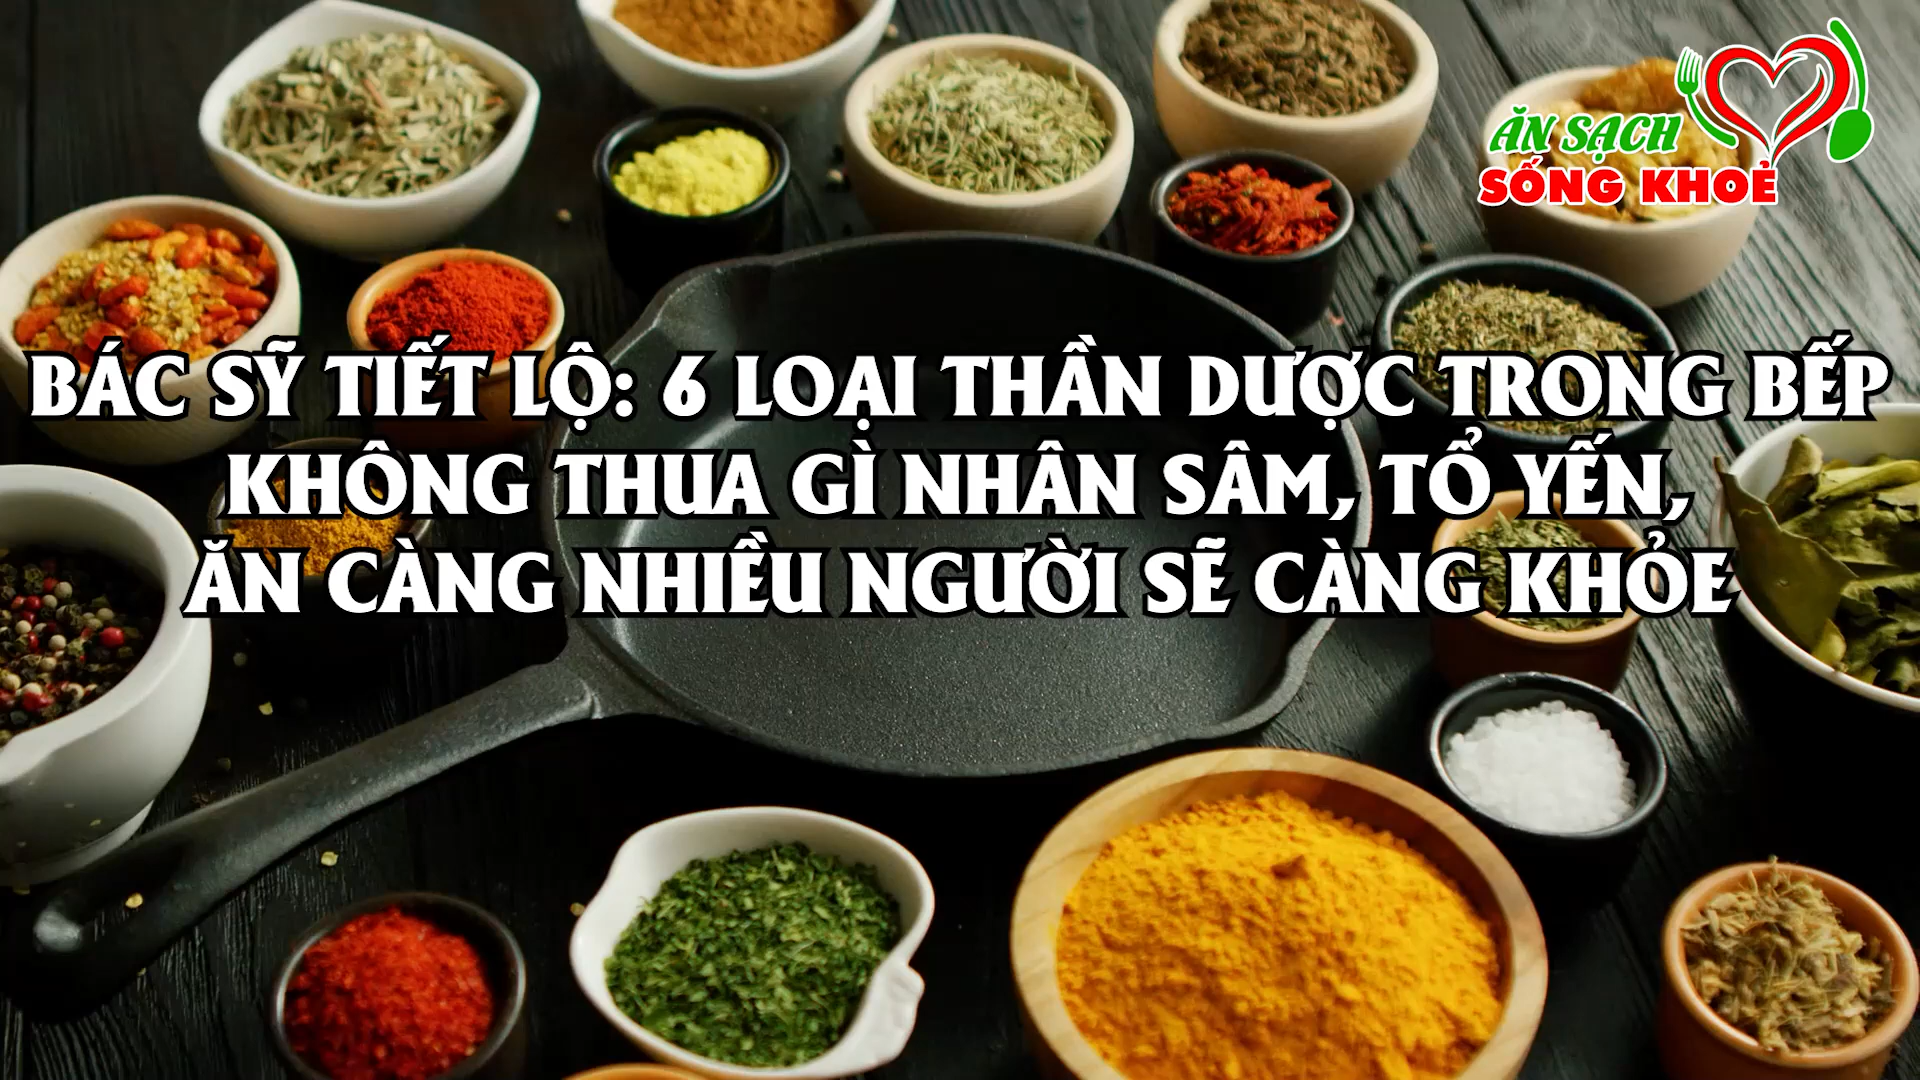 ĂN SẠCH
SỐNG KHOẺ
BÁC SỸ TIẾT LỘ: 6 LOẠI THẦN DƯỢC TRONG BẾP
KHÔNG THUA GÌ NHÂN SÂM, TỔ YẾN,
ĂN CÀNG NHIỀU NGƯỜI SẼ CÀNG KHỎE